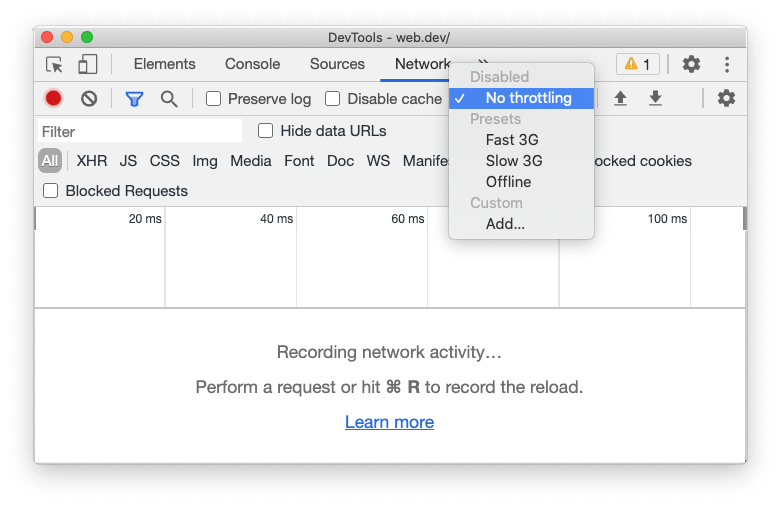 DevTools - web.dev/
Elements Console Sources Network » 1
Preserve log Disable cache
Disabled
✓ No throttling
Presets
Fast 3G
Slow 3G
Offline
Custom
Add...
Filter Hide data URLs
All XHR JS CSS Img Media Font Doc WS Manifes ocked cookies
Blocked Requests
20 ms 40 ms 60 ms 100 ms
Recording network activity…
Perform a request or hit ⌘ R to record the reload.
Learn more